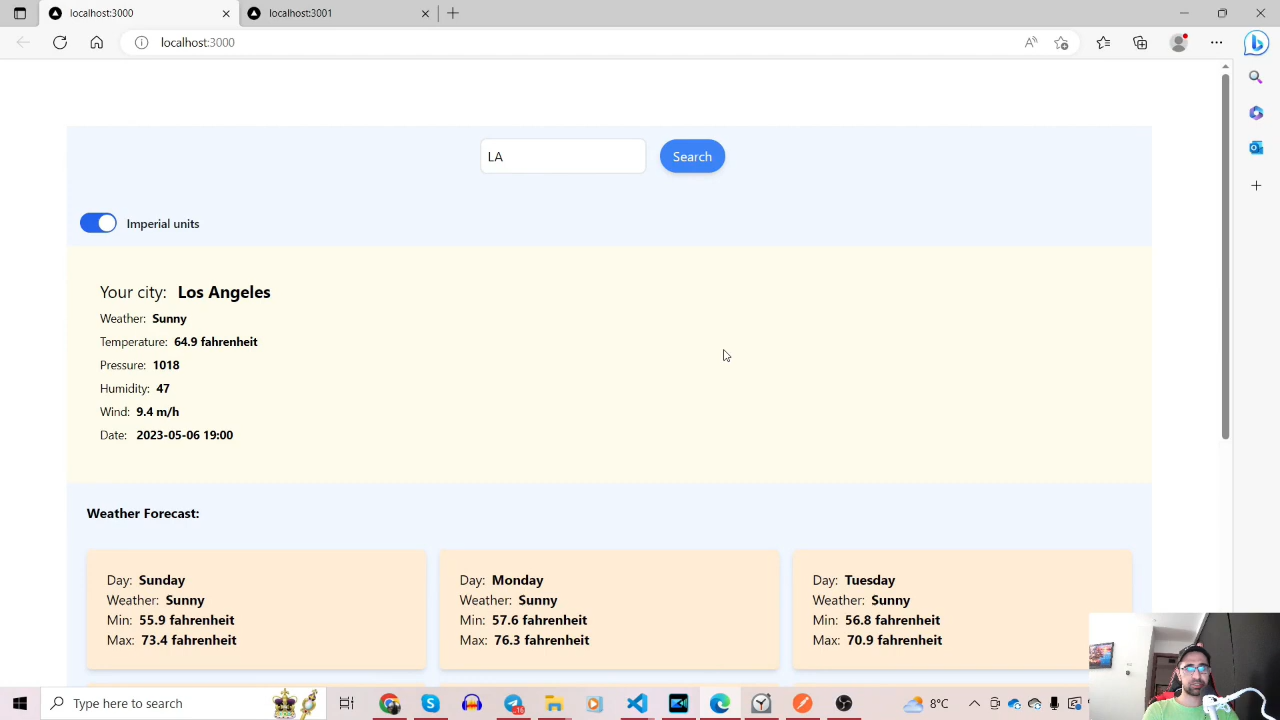 localhost:3000
localhost:3001
localhost:3000
LA
Search
Imperial units
Your city: Los Angeles
Weather: Sunny
Temperature: 64.9 fahrenheit
Pressure: 1018
Humidity: 47
Wind: 9.4 m/h
Date: 2023-05-06 19:00
Weather Forecast:
Day: Sunday
Weather: Sunny
Min: 55.9 fahrenheit
Max: 73.4 fahrenheit
Day: Monday
Weather: Sunny
Min: 57.6 fahrenheit
Max: 76.3 fahrenheit
Day: Tuesday
Weather: Sunny
Min: 56.8 fahrenheit
Max: 70.9 fahrenheit
Type here to search
8°C